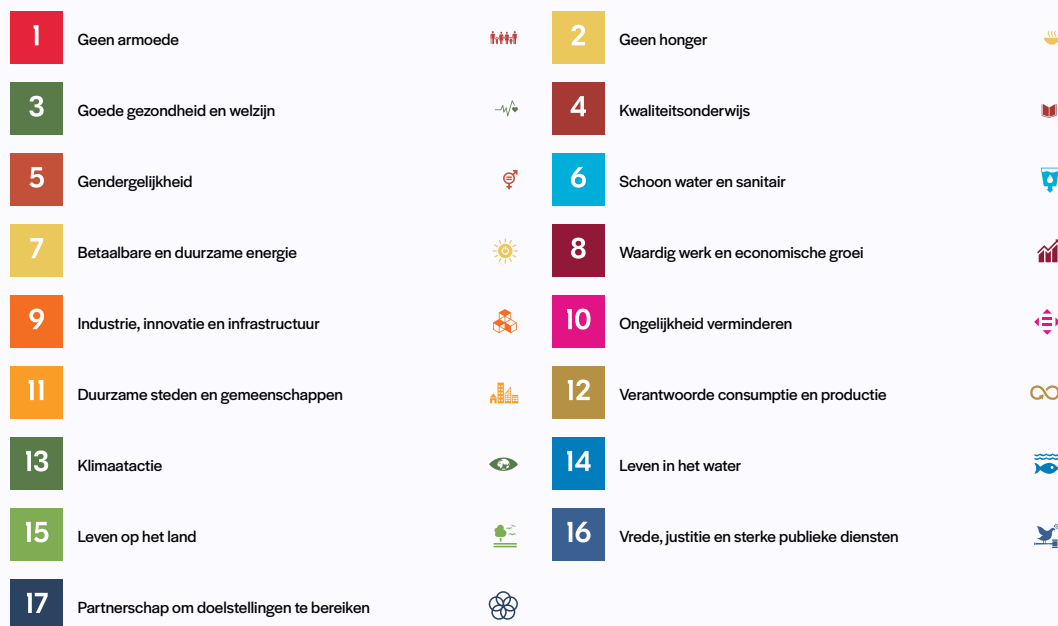 1 Geen armoede
2 Geen honger
3 Goede gezondheid en welzijn
4 Kwaliteitsonderwijs
5 Gendergelijkheid
6 Schoon water en sanitair
7 Betaalbare en duurzame energie
8 Waardig werk en economische groei
9 Industrie, innovatie en infrastructuur
10 Ongelijkheid verminderen
11 Duurzame steden en gemeenschappen
12 Verantwoorde consumptie en productie
13 Klimaatactie
14 Leven in het water
15 Leven op het land
16 Vrede, justitie en sterke publieke diensten
17 Partnerschap om doelstellingen te bereiken